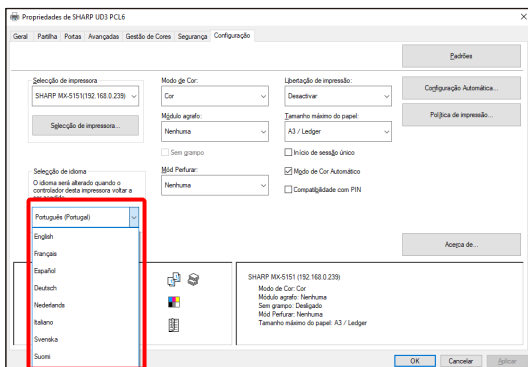 Propriedades de SHARP UD3 PCL6
Geral Partilha Portas Avançadas Gestão de Cores Segurança Configuração
Padrões
Selecção de impressora
SHARP MX-5151(192.168.0.239)
Selecção de impressora...
Modo de Cor:
Cor
Libertação de impressão:
Desactivar
Configuração Automática...
Módulo agrafo:
Nenhuma
Tamanho máximo do papel:
A3 / Ledger
Política de impressão...
Sem grampo
Início de sessão único
Selecção de idioma
O idioma será alterado quando o
controlador desta impressora voltar a
Mód Perfurar:
Nenhuma
Modo de Cor Automático
Compatibilidade com PIN
Português (Portugal)
English
Français
Español
Deutsch
Nederlands
Italiano
Svenska
Suomi
Acerca de...
SHARP MX-5151 (192.168.0.239)
Modo de Cor: Cor
Módulo agrafo: Nenhuma
Sem grampo: Desligado
Mód Perfurar: Nenhuma
Tamanho máximo do papel: A3 / Ledger
OK Cancelar Aplicar